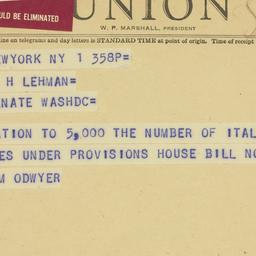 ULD BE ELIMINATED
UNION
W. P. MARSHALL, PRESIDENT
ine on telegrams and day letters is STANDARD TIME at point of origin. Time of receipt
EWYORK NY 1 358P=
H LEHMAN=
NATE WASHDC=
ATION TO 5,000 THE NUMBER OF ITAL
ES UNDER PROVISIONS HOUSE BILL NO
M ODWYER